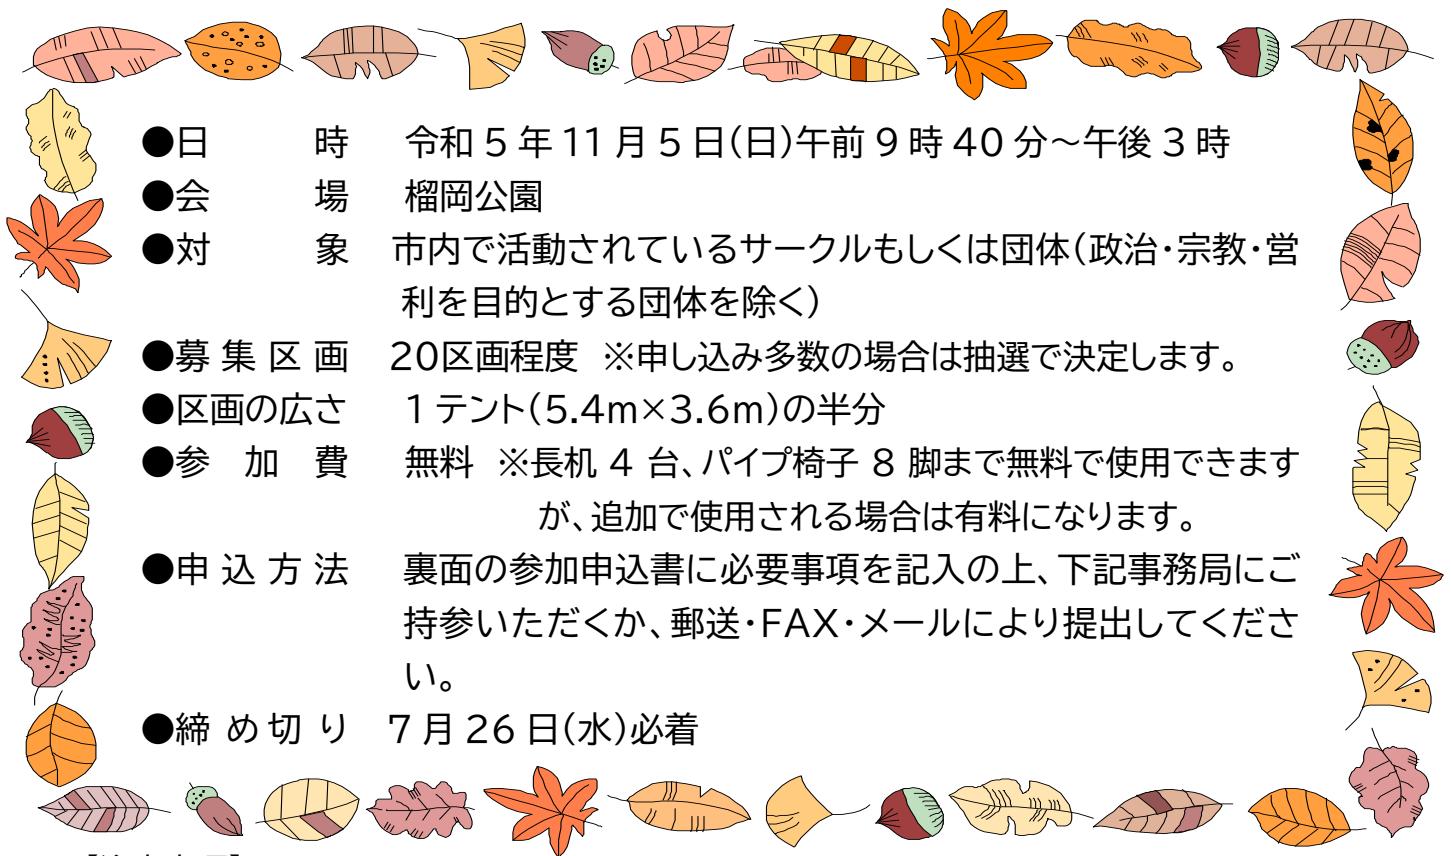 ●日時 令和5年11月5日(日)午前9時40分～午後3時
●会場 榴岡公園
●対象 市内で活動されているサークルもしくは団体(政治・宗教・営
利を目的とする団体を除く)
●募集区画 20区画程度 ※申し込み多数の場合は抽選で決定します。
●区画の広さ 1テント(5.4m×3.6m)の半分
●参加費 無料 ※長机4台、パイプ椅子8脚まで無料で使用できます
が、追加で使用される場合は有料になります。
●申込方法 裏面の参加申込書に必要事項を記入の上、下記事務局にご
持参いただくか、郵送・FAX・メールにより提出してくださ
い。
●締め切り 7月26日(水)必着